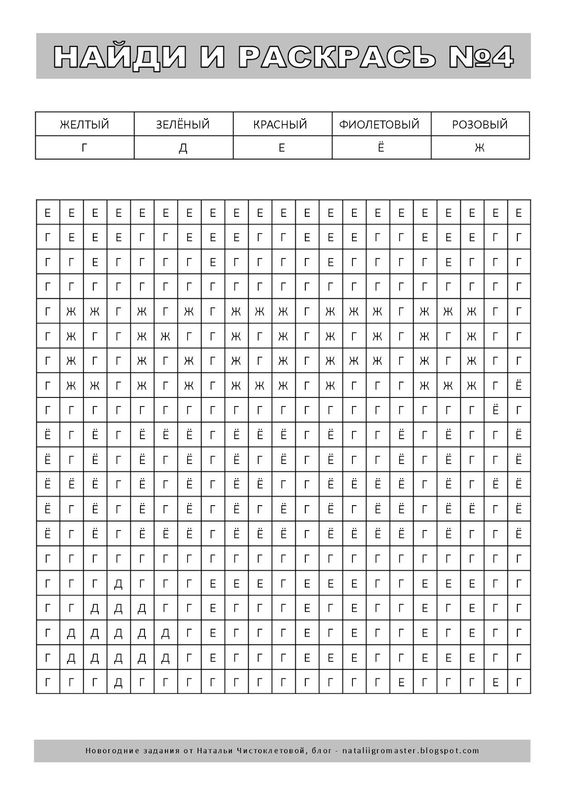 НАЙДИ И РАСКРАСЬ №4
ЖЕЛТЫЙ ЗЕЛЁНЫЙ КРАСНЫЙ ФИОЛЕТОВЫЙ РОЗОВЫЙ
Г Д Е Ё Ж
Е Е Е Е Е Е Е Е Е Е Е Е Е Е Е Е Е Е Е Е Е
Г Е Е Е Г Г Е Е Е Г Г Е Е Е Г Г Е Е Е Г Г
Г Г Е Г Г Г Г Е Г Г Г Г Е Г Г Г Г Е Г Г Г
Г Г Г Г Г Г Г Г Г Г Г Г Г Г Г Г Г Г Г Г Г
Г Ж Ж Г Ж Г Ж Г Ж Ж Ж Г Ж Ж Ж Г Ж Ж Ж Г Г
Г Ж Г Г Ж Ж Г Г Ж Г Ж Г Ж Г Ж Г Ж Г Ж Г Г
Г Ж Г Г Ж Г Ж Г Ж Г Ж Г Ж Ж Ж Г Ж Г Ж Г Г
Г Ж Ж Г Ж Г Ж Г Ж Ж Ж Г Ж Г Г Г Ж Ж Ж Г Ё
Г Г Г Г Г Г Г Г Г Г Г Г Г Г Г Г Г Г Г Ё Г
Ё Г Ё Г Ё Ё Ё Г Ё Ё Ё Г Ё Г Г Ё Г Ё Г Г Ё
Ё Г Ё Г Ё Г Ё Г Ё Г Ё Г Ё Г Г Ё Г Ё Г Г Ё
Ё Ё Ё Г Ё Г Ё Г Ё Ё Г Г Ё Ё Ё Ё Г Ё Г Ё Ё
Ё Г Ё Г Ё Г Ё Г Ё Г Ё Г Ё Г Ё Ё Г Ё Ё Г Ё
Ё Г Ё Г Ё Ё Ё Г Ё Ё Ё Г Ё Ё Ё Ё Г Ё Г Г Ё
Г Г Г Г Г Г Г Г Г Г Г Г Г Г Г Г Г Г Г Г Г
Г Г Г Д Г Г Г Е Е Е Г Е Е Е Г Г Е Е Е Г Г
Г Г Д Д Д Г Г Е Г Г Г Е Г Е Г Г Е Г Е Г Г
Г Д Д Д Д Д Г Е Г Г Г Е Г Е Г Г Е Г Е Г Г
Г Д Д Д Д Д Г Е Г Г Г Е Е Е Г Г Е Е Е Г Г
Г Г Г Д Г Г Г Г Г Г Г Г Г Г Г Е Г Г Г Е Г
Новогодние задания от Натальи Чистоклетовой, блог - nataliigromaster.blogspot.com